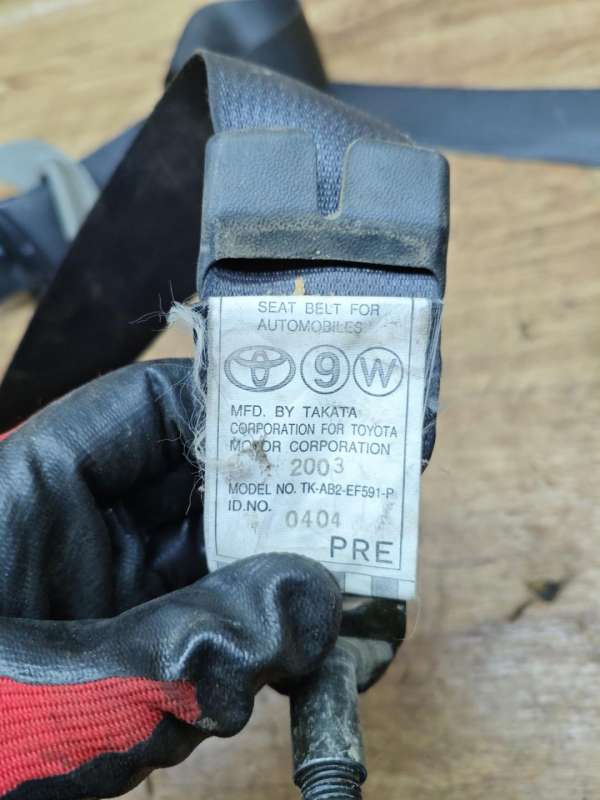 SEAT BELT FOR
AUTOMOBILES
9 W
MFD. BY TAKATA
CORPORATION FOR TOYOTA
MOTOR CORPORATION
2003
MODEL NO. TK-AB2-EF591-P
ID.NO.
0404
PRE